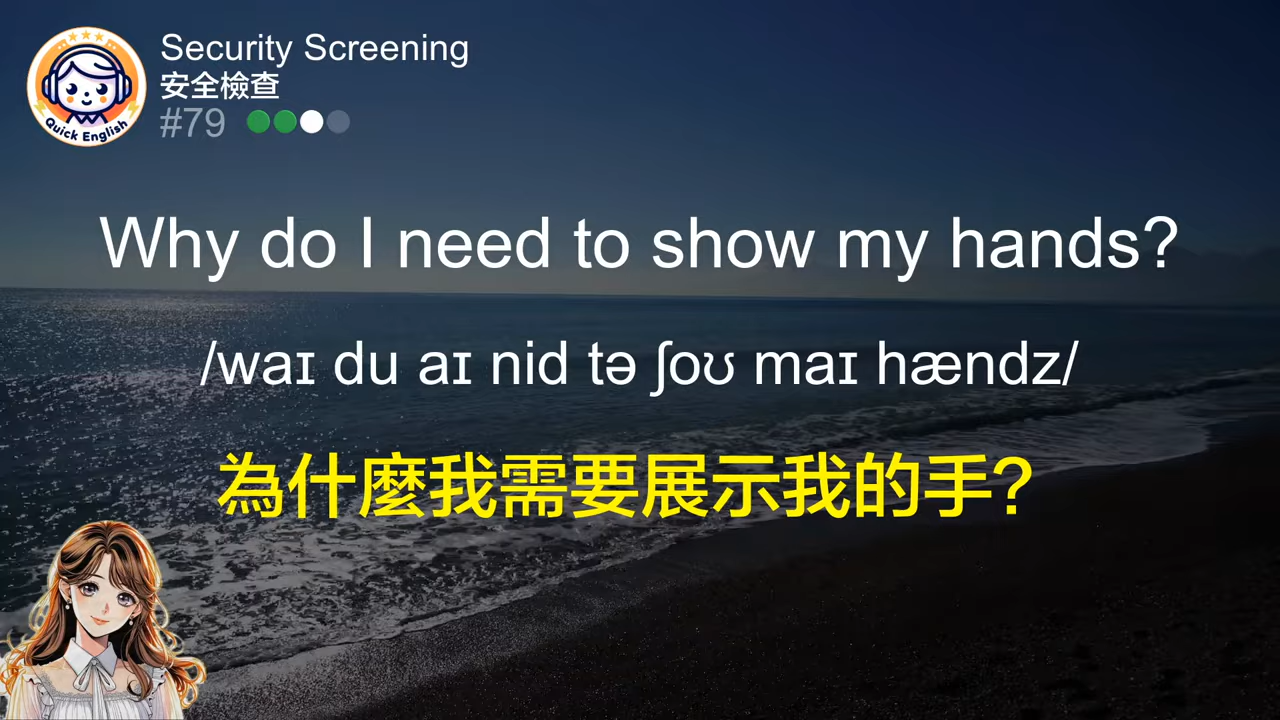 Security Screening
安全檢查
#79
Quick English
Why do I need to show my hands?
/waɪ du aɪ nid tə ʃoʊ maɪ hændz/
為什麼我需要展示我的手?